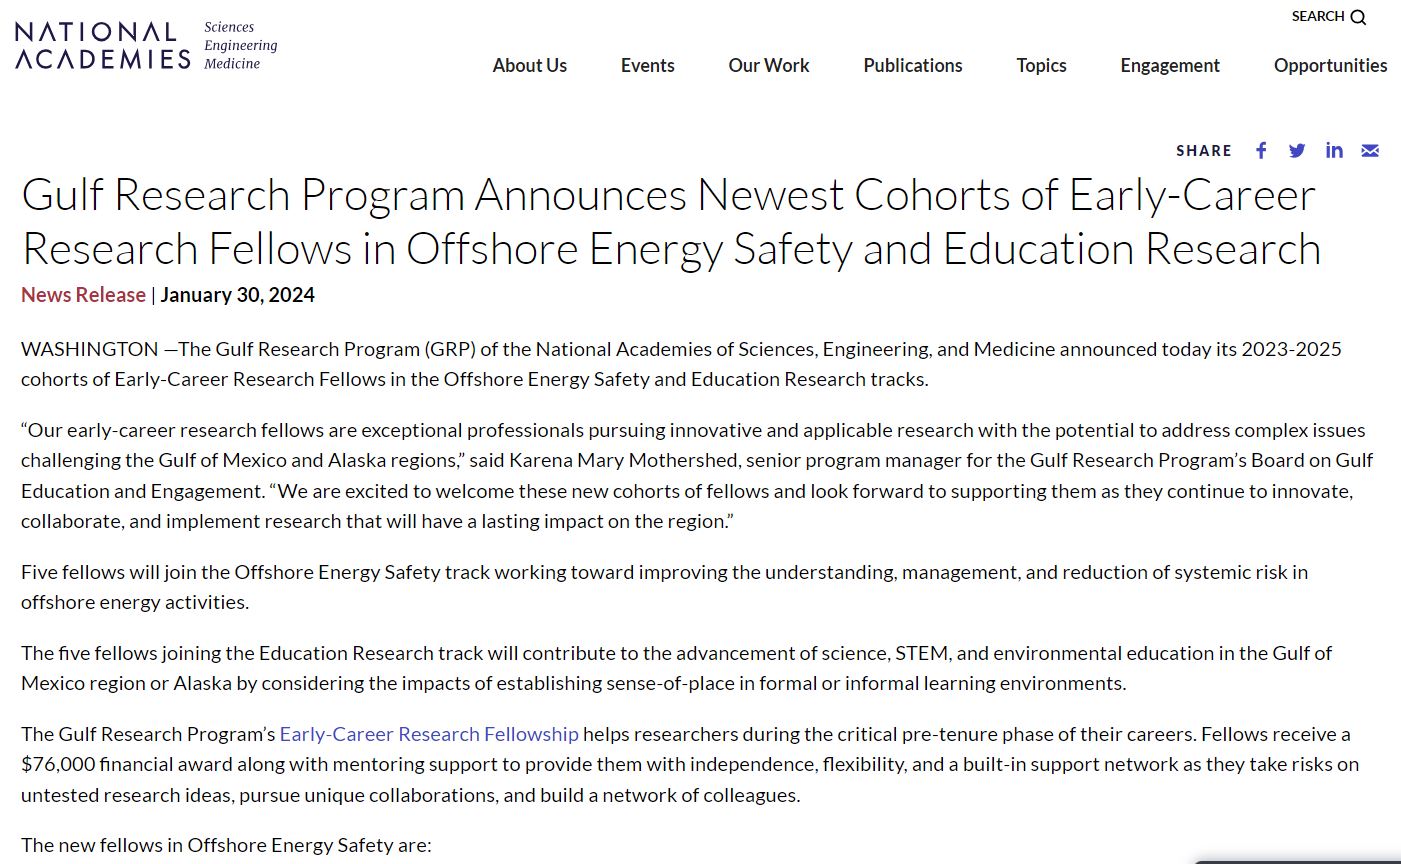 NATIONAL ACADEMIES
Sciences
Engineering
Medicine
SEARCH
About Us Events Our Work Publications Topics Engagement Opportunities
SHARE
Gulf Research Program Announces Newest Cohorts of Early-Career
Research Fellows in Offshore Energy Safety and Education Research
News Release | January 30, 2024
WASHINGTON —The Gulf Research Program (GRP) of the National Academies of Sciences, Engineering, and Medicine announced today its 2023-2025
cohorts of Early-Career Research Fellows in the Offshore Energy Safety and Education Research tracks.
“Our early-career research fellows are exceptional professionals pursuing innovative and applicable research with the potential to address complex issues
challenging the Gulf of Mexico and Alaska regions,” said Karena Mary Mothershed, senior program manager for the Gulf Research Program’s Board on Gulf
Education and Engagement. “We are excited to welcome these new cohorts of fellows and look forward to supporting them as they continue to innovate,
collaborate, and implement research that will have a lasting impact on the region.”
Five fellows will join the Offshore Energy Safety track working toward improving the understanding, management, and reduction of systemic risk in
offshore energy activities.
The five fellows joining the Education Research track will contribute to the advancement of science, STEM, and environmental education in the Gulf of
Mexico region or Alaska by considering the impacts of establishing sense-of-place in formal or informal learning environments.
The Gulf Research Program’s Early-Career Research Fellowship helps researchers during the critical pre-tenure phase of their careers. Fellows receive a
$76,000 financial award along with mentoring support to provide them with independence, flexibility, and a built-in support network as they take risks on
untested research ideas, pursue unique collaborations, and build a network of colleagues.
The new fellows in Offshore Energy Safety are: